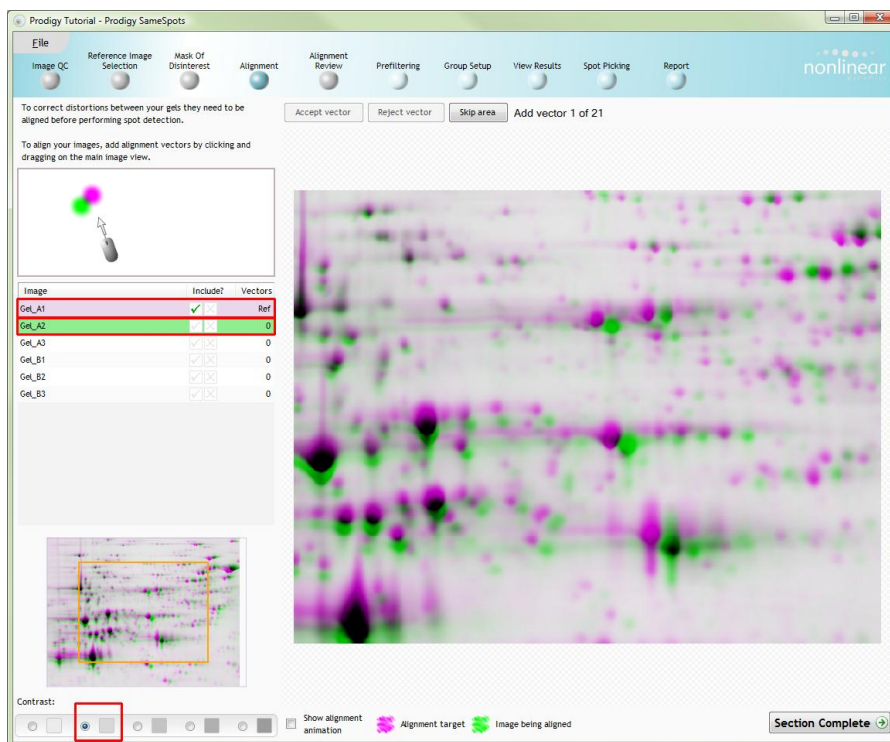 Prodigy Tutorial - Prodigy SameSpots
File
Image QC
Reference Image
Selection
Mask Of
Disinterest
Alignment
Alignment
Review
Prefiltering
Group Setup
View Results
Spot Picking
Report
nonlinear
To correct distortions between your gels they need to be
aligned before performing spot detection.
To align your images, add alignment vectors by clicking and
dragging on the main image view.
Accept vector
Reject vector
Skip area
Add vector 1 of 21
Image Include? Vectors
Gel_A1 Ref
Gel_A2 0
Gel_A3 0
Gel_B1 0
Gel_B2 0
Gel_B3 0
Contrast:
Show alignment
animation
Alignment target
Image being aligned
Section Complete